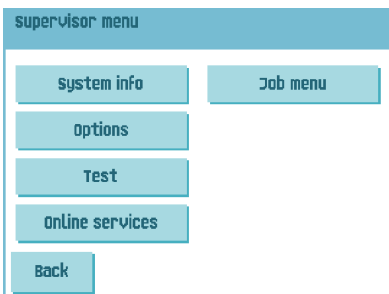 Supervisor menu
System info
Job menu
Options
Test
Online services
Back